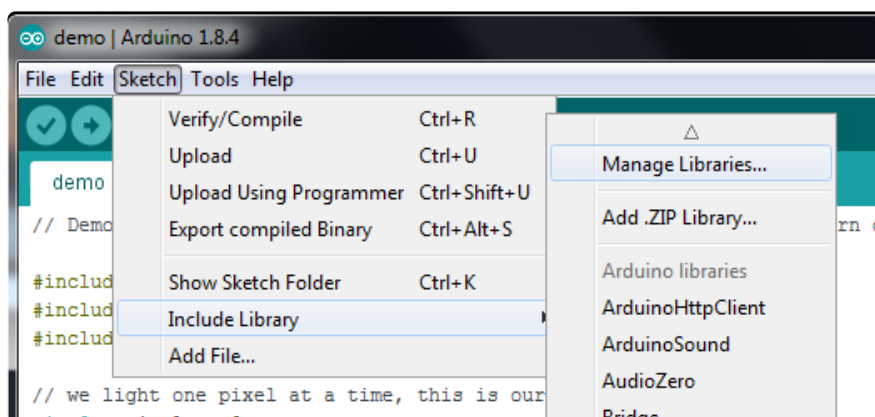 demo | Arduino 1.8.4
File Edit Sketch Tools Help
Verify/Compile Ctrl+R
Upload Ctrl+U
Upload Using Programmer Ctrl+Shift+U
Export compiled Binary Ctrl+Alt+S
Show Sketch Folder Ctrl+K
Include Library
Add File...
Manage Libraries...
Add .ZIP Library...
Arduino libraries
ArduinoHttpClient
ArduinoSound
AudioZero
Bridge
demo
// Demo
#includ
#includ
#includ
// we light one pixel at a time, this is our